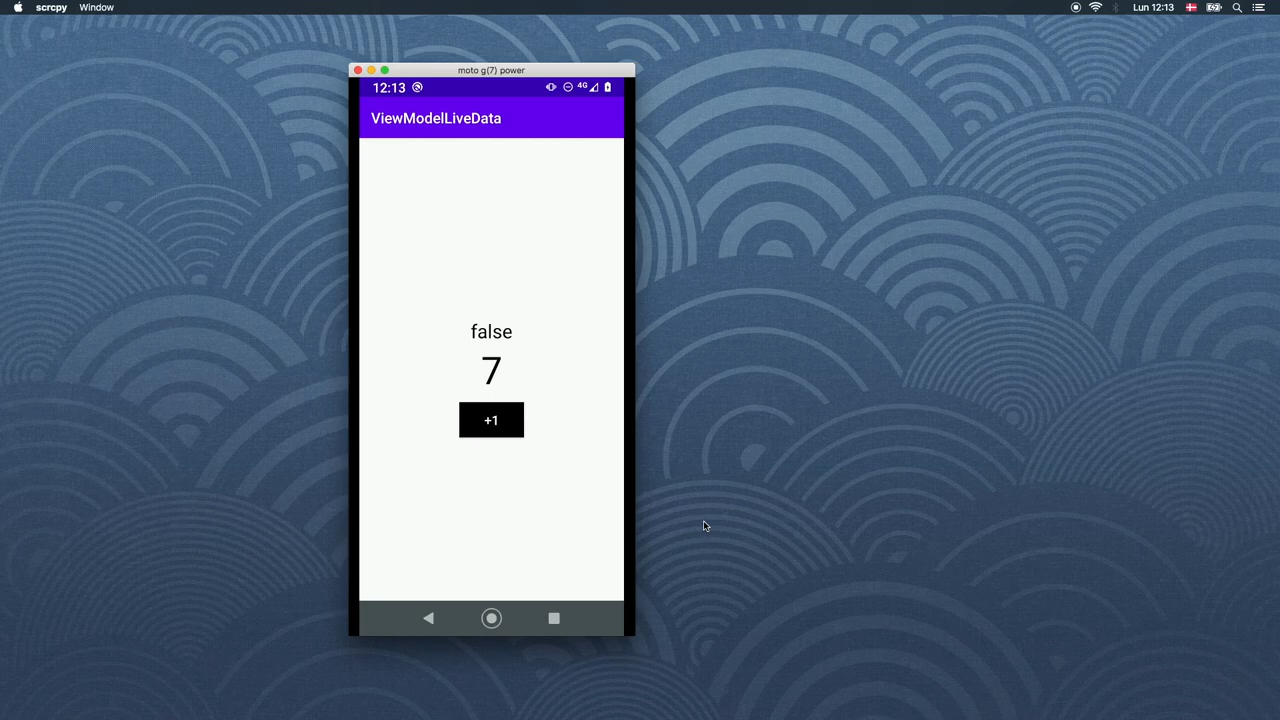 scrcpy Window Lun 12:13
moto g(7) power
12:13 4G
ViewModelLiveData
false
7
+1